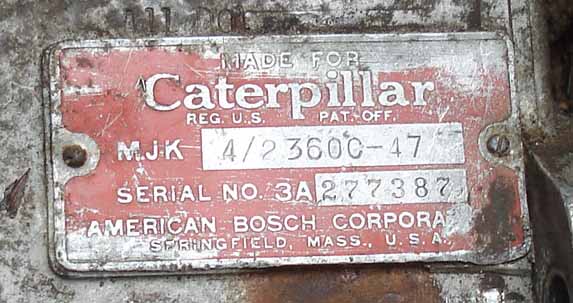 MADE FOR
Caterpillar
REG. U.S. PAT. OFF.
MJK 4/23600-47
SERIAL NO. 3A 277387
AMERICAN BOSCH CORPORA
SPRINGFIELD, MASS., U.S.A.